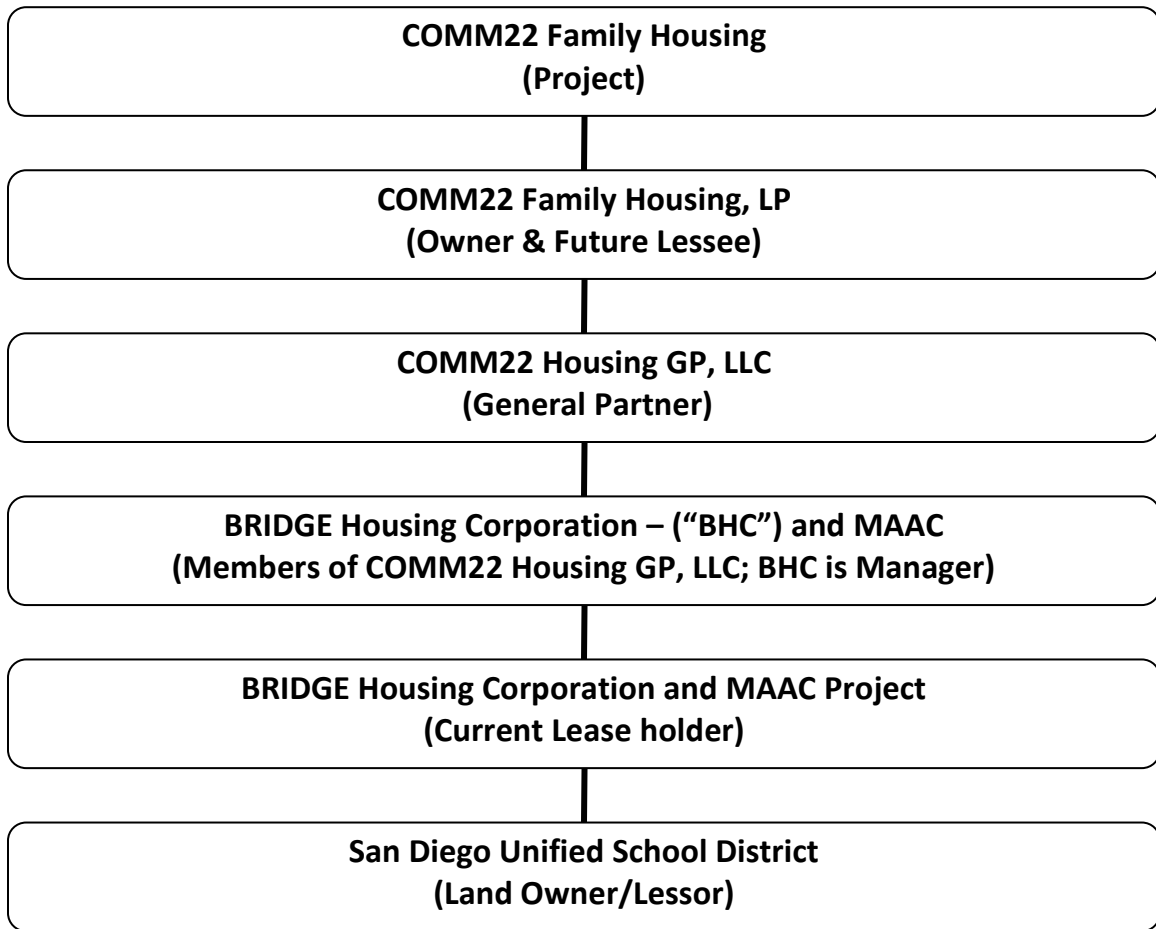 COMM22 Family Housing
(Project)
COMM22 Family Housing, LP
(Owner & Future Lessee)
COMM22 Housing GP, LLC
(General Partner)
BRIDGE Housing Corporation – (“BHC”) and MAAC
(Members of COMM22 Housing GP, LLC; BHC is Manager)
BRIDGE Housing Corporation and MAAC Project
(Current Lease holder)
San Diego Unified School District
(Land Owner/Lessor)